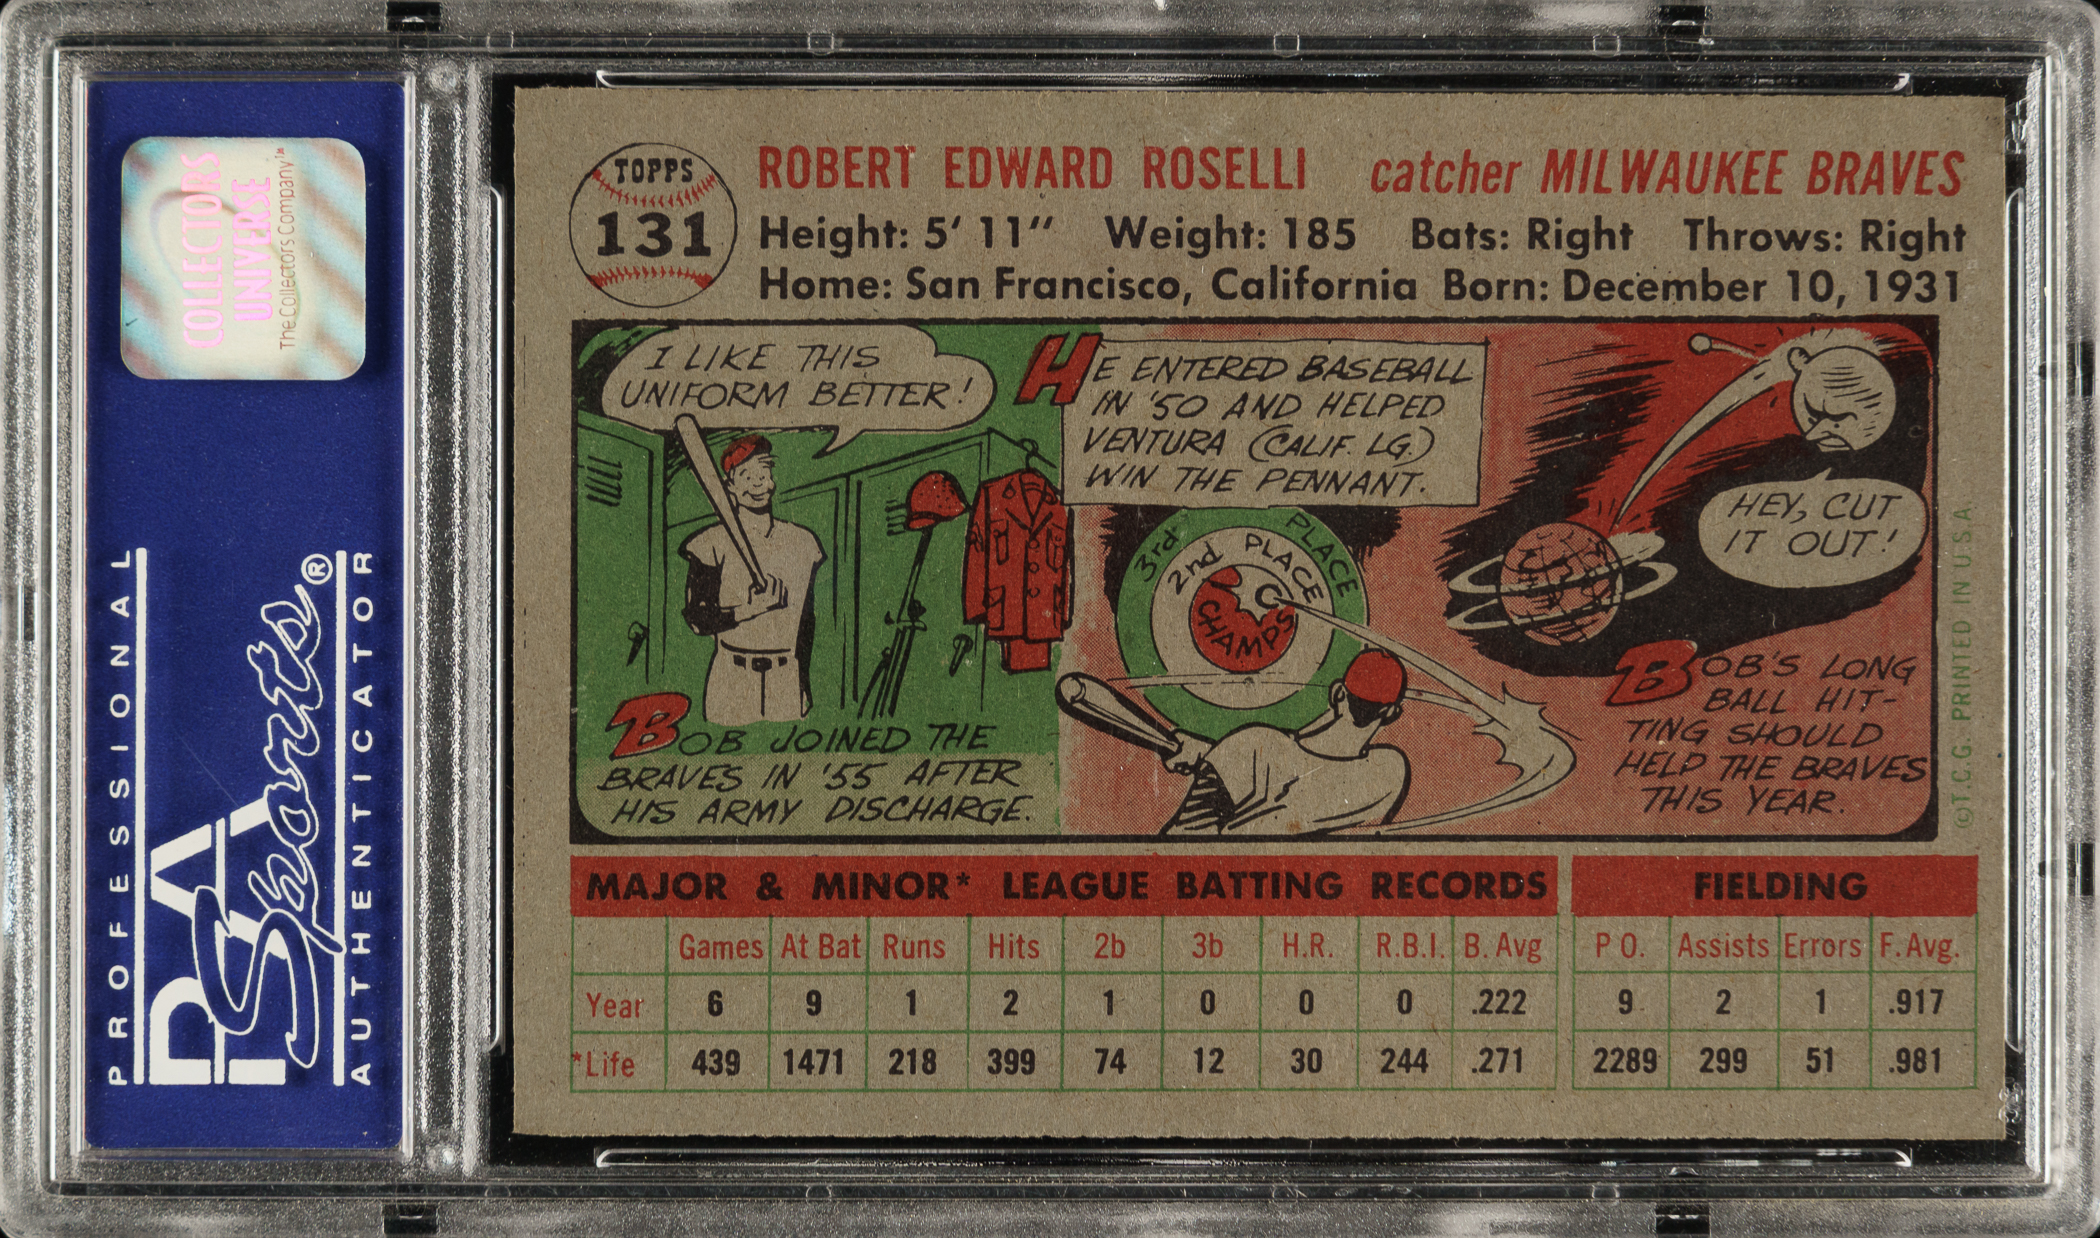 COLLECTORS
UNIVERSE
The Collectors Company™
PROFESSIONAL
PSA
Sports®
AUTHENTICATOR
TOPPS
131
ROBERT EDWARD ROSELLI catcher MILWAUKEE BRAVES
Height: 5' 11" Weight: 185 Bats: Right Throws: Right
Home: San Francisco, California Born: December 10, 1931
I LIKE THIS
UNIFORM BETTER!
BOB JOINED THE
BRAVES IN '55 AFTER
HIS ARMY DISCHARGE.
HE ENTERED BASEBALL
IN '50 AND HELPED
VENTURA (CALIF. LG.)
WIN THE PENNANT.
3rd PLACE
2nd PLACE
CHAMPS
HEY, CUT
IT OUT!
BOB'S LONG
BALL HIT-
TING SHOULD
HELP THE BRAVES
THIS YEAR.
©T.C.G. PRINTED IN U.S.A.
MAJOR & MINOR* LEAGUE BATTING RECORDS FIELDING
Games At Bat Runs Hits 2b 3b H.R. R.B.I. B. Avg P O. Assists Errors F. Avg.
Year 6 9 1 2 1 0 0 0 .222 9 2 1 .917
*Life 439 1471 218 399 74 12 30 244 .271 2289 299 51 .981